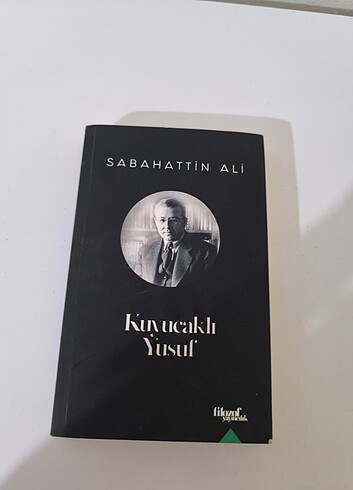 SABAHATTİN ALİ
Kuyucaklı
Yusuf
filozof
yayıncılık